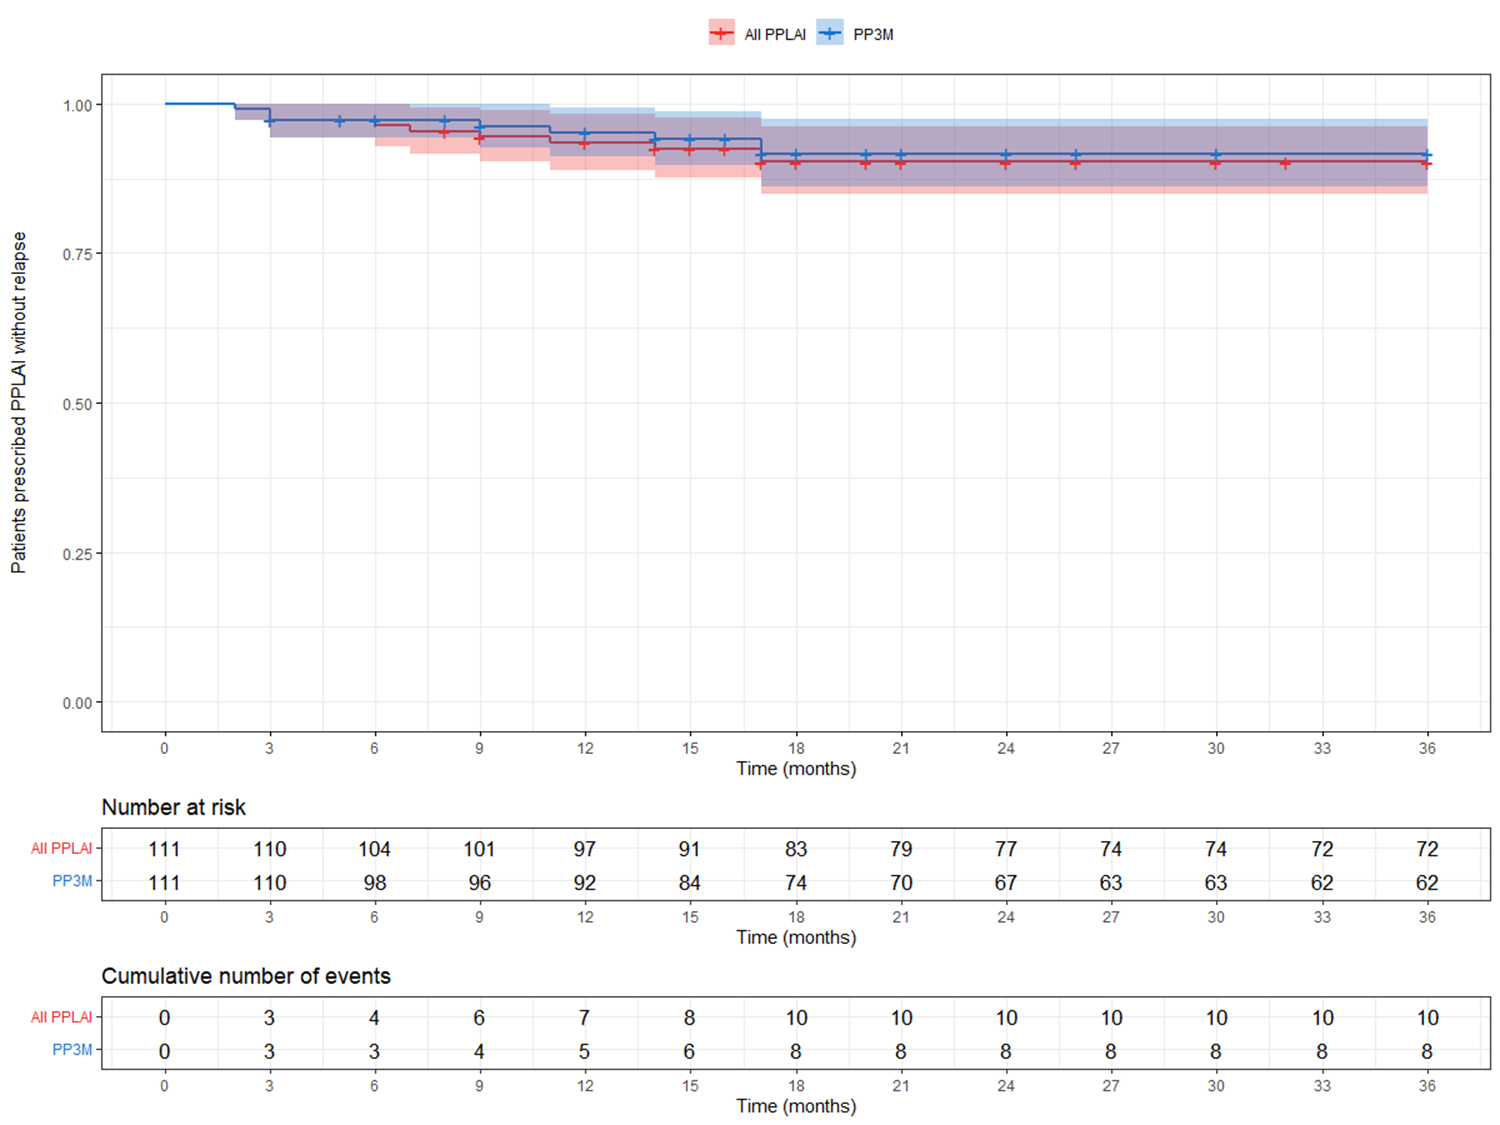 All PPLAI PP3M
Patients prescribed PPLAI without relapse
1.00
0.75
0.50
0.25
0.00
0 3 6 9 12 15 18 21 24 27 30 33 36
Time (months)
Number at risk
All PPLAI 111 110 104 101 97 91 83 79 77 74 74 72 72
PP3M 111 110 98 96 92 84 74 70 67 63 63 62 62
0 3 6 9 12 15 18 21 24 27 30 33 36
Time (months)
Cumulative number of events
All PPLAI 0 3 4 6 7 8 10 10 10 10 10 10 10
PP3M 0 3 3 4 5 6 8 8 8 8 8 8 8
0 3 6 9 12 15 18 21 24 27 30 33 36
Time (months)